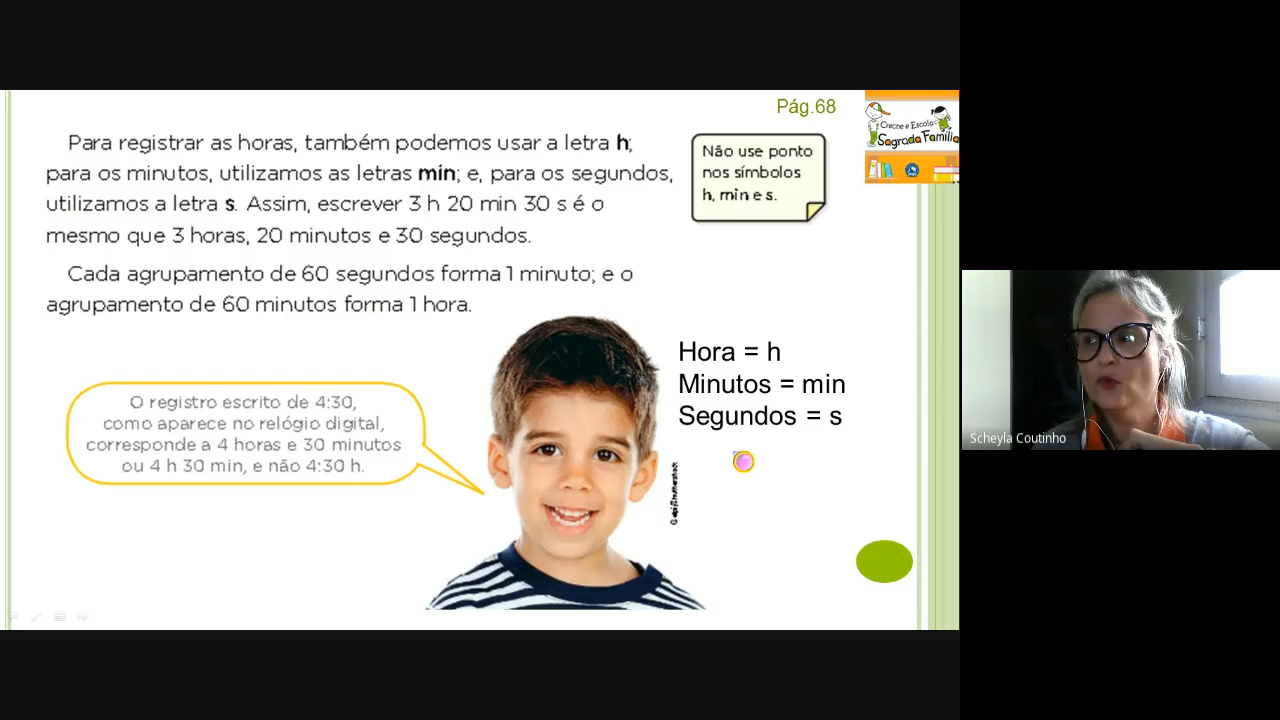 Pág.68
Creche e Escola
Sagrada Família
Para registrar as horas, também podemos usar a letra h;
para os minutos, utilizamos as letras min; e, para os segundos,
utilizamos a letra s. Assim, escrever 3 h 20 min 30 s é o
mesmo que 3 horas, 20 minutos e 30 segundos.
Não use ponto
nos símbolos
h, min e s.
Cada agrupamento de 60 segundos forma 1 minuto; e o
agrupamento de 60 minutos forma 1 hora.
Hora = h
Minutos = min
Segundos = s
O registro escrito de 4:30,
como aparece no relógio digital,
corresponde a 4 horas e 30 minutos
ou 4 h 30 min, e não 4:30 h.
Scheyla Coutinho